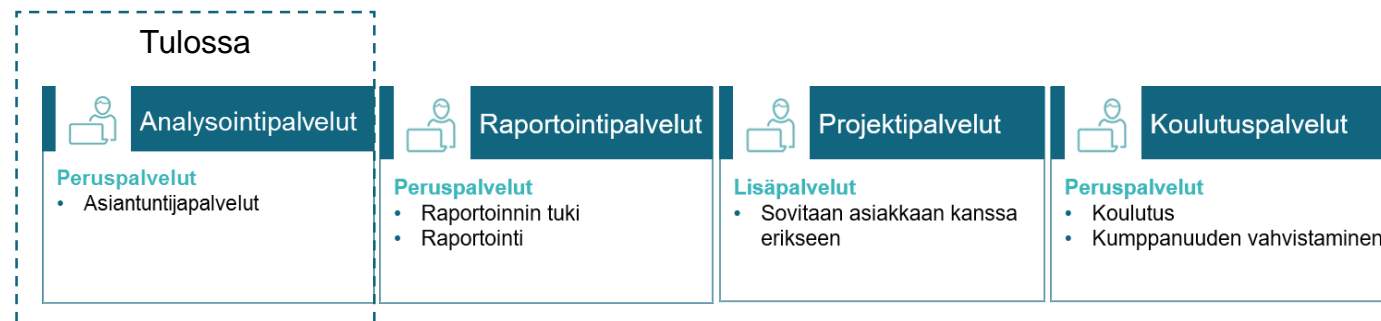 Tulossa
Analysointipalvelut
Peruspalvelut
• Asiantuntijapalvelut
Raportointipalvelut
Peruspalvelut
• Raportoinnin tuki
• Raportointi
Projektipalvelut
Lisäpalvelut
• Sovitaan asiakkaan kanssa
erikseen
Koulutuspalvelut
Peruspalvelut
• Koulutus
• Kumppanuuden vahvistaminen